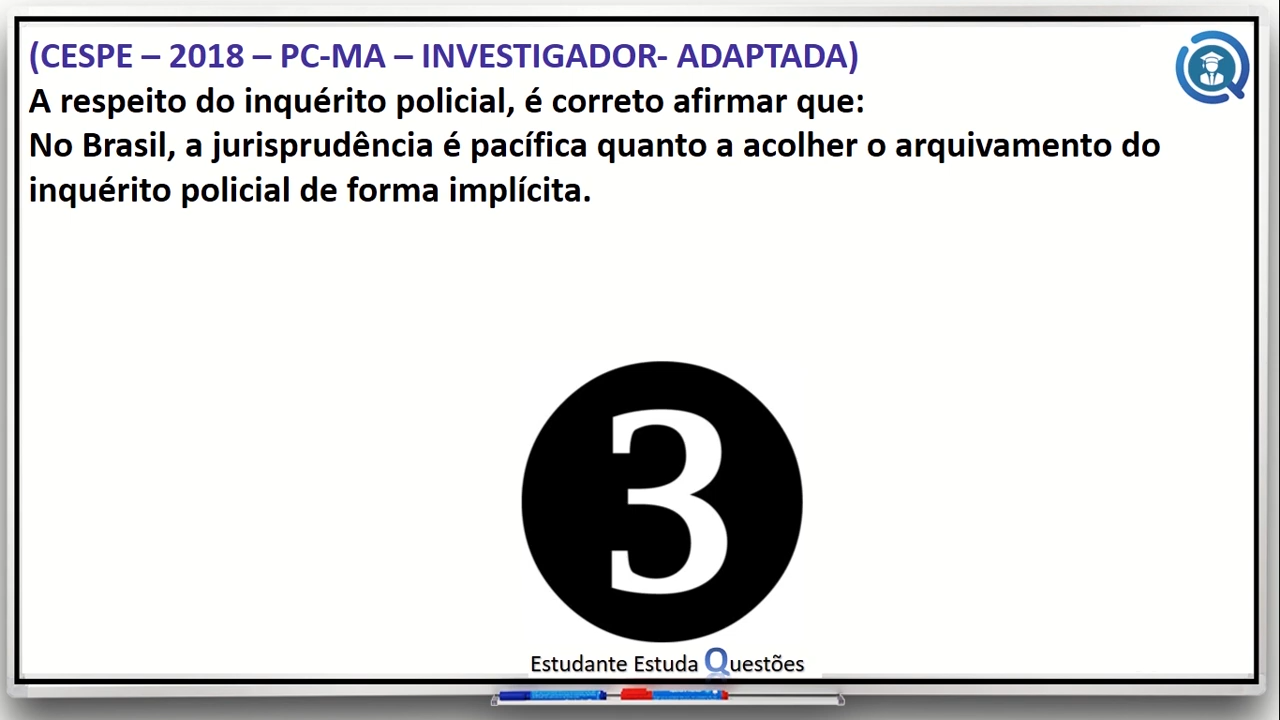 (CESPE – 2018 – PC-MA – INVESTIGADOR- ADAPTADA)
A respeito do inquérito policial, é correto afirmar que:
No Brasil, a jurisprudência é pacífica quanto a acolher o arquivamento do
inquérito policial de forma implícita.
3
Estudante Estuda Questões